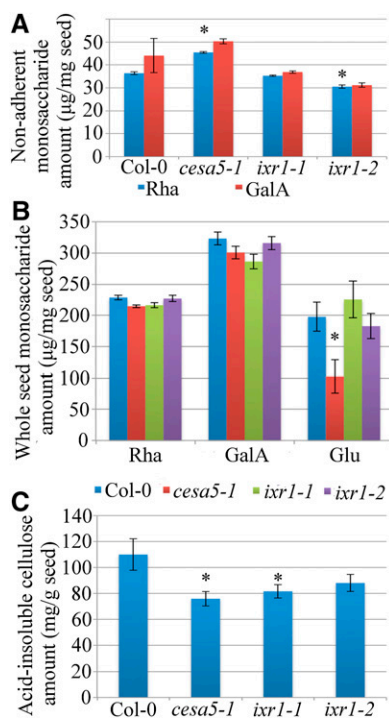 A
Non-adherent
monosaccharide
amount (µg/mg seed)
60
50
40
30
20
10
0
*
*
Col-0 cesa5-1 ixr1-1 ixr1-2
Rha GalA
B
Whole seed monosaccharide
amount (µg/mg seed)
350
300
250
200
150
100
50
0
*
Rha GalA Glu
Col-0 cesa5-1 ixr1-1 ixr1-2
C
Acid-insoluble cellulose
amount (mg/g seed)
140
120
100
80
60
40
20
0
* *
Col-0 cesa5-1 ixr1-1 ixr1-2